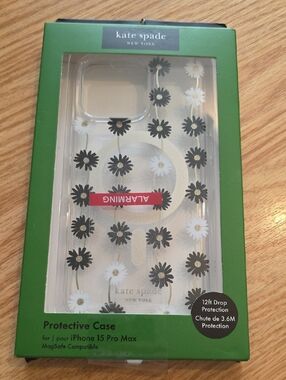 kate spade
NEW YORK
ALARMING
kate spade
NEW YORK
12ft Drop
Protection
Chute de 3.6M
Protection
Protective Case
for | pour iPhone 15 Pro Max
MagSafe Compatible